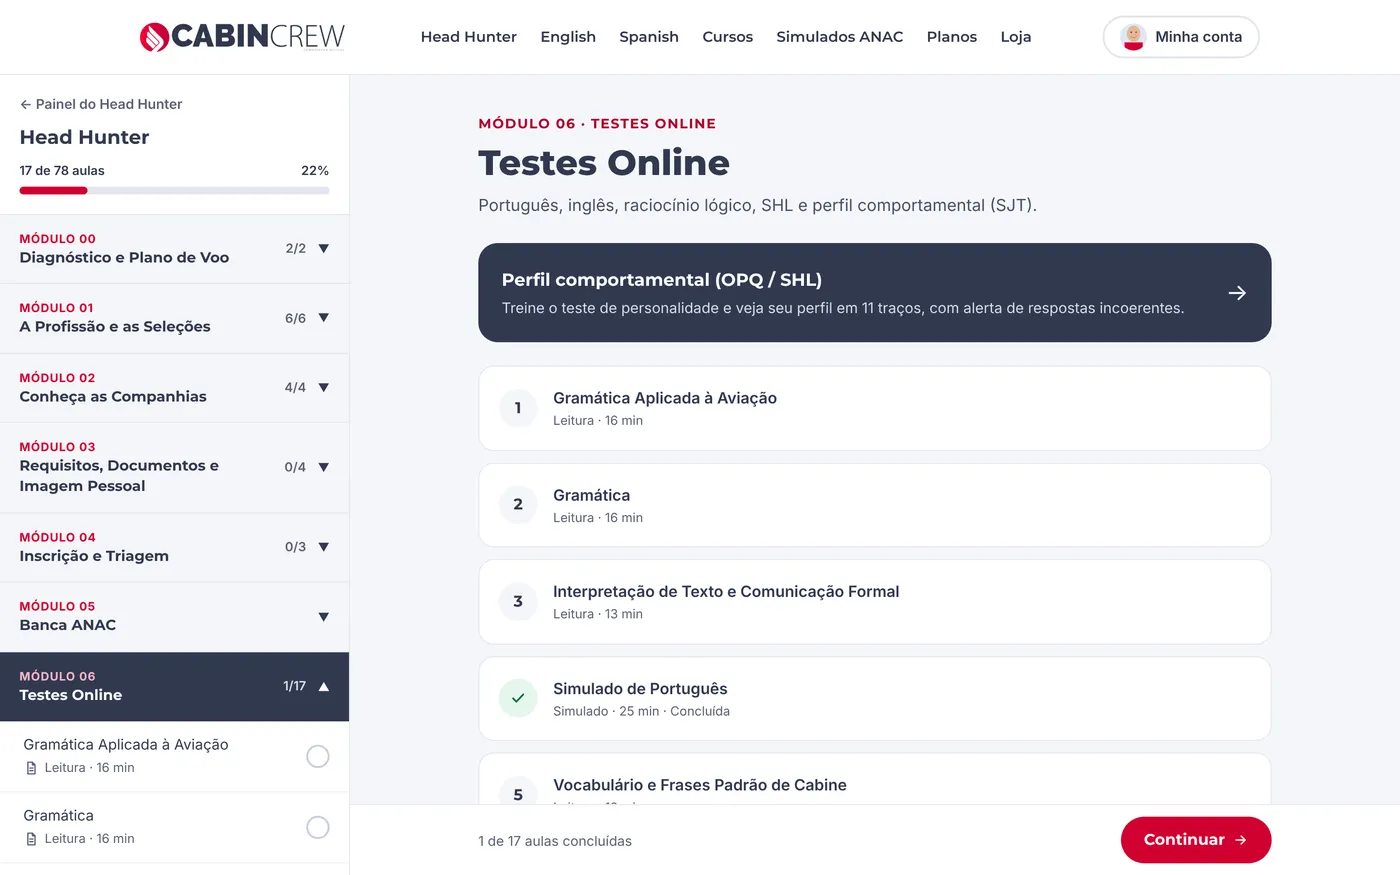 CABINCREW
Head Hunter
English
Spanish
Cursos
Simulados ANAC
Planos
Loja
Minha conta
← Painel do Head Hunter
Head Hunter
17 de 78 aulas
22%
MÓDULO 00
Diagnóstico e Plano de Voo
2/2 ▼
MÓDULO 01
A Profissão e as Seleções
6/6 ▼
MÓDULO 02
Conheça as Companhias
4/4 ▼
MÓDULO 03
Requisitos, Documentos e
Imagem Pessoal
0/4 ▼
MÓDULO 04
Inscrição e Triagem
0/3 ▼
MÓDULO 05
Banca ANAC
▼
MÓDULO 06
Testes Online
1/17 ▲
Gramática Aplicada à Aviação
Leitura · 16 min
Gramática
Leitura · 16 min
MÓDULO 06 · TESTES ONLINE
Testes Online
Português, inglês, raciocínio lógico, SHL e perfil comportamental (SJT).
Perfil comportamental (OPQ / SHL)
Treine o teste de personalidade e veja seu perfil em 11 traços, com alerta de respostas incoerentes.
→
1
Gramática Aplicada à Aviação
Leitura · 16 min
2
Gramática
Leitura · 16 min
3
Interpretação de Texto e Comunicação Formal
Leitura · 13 min
✓
Simulado de Português
Simulado · 25 min · Concluída
5
Vocabulário e Frases Padrão de Cabine
1 de 17 aulas concluídas
Continuar →